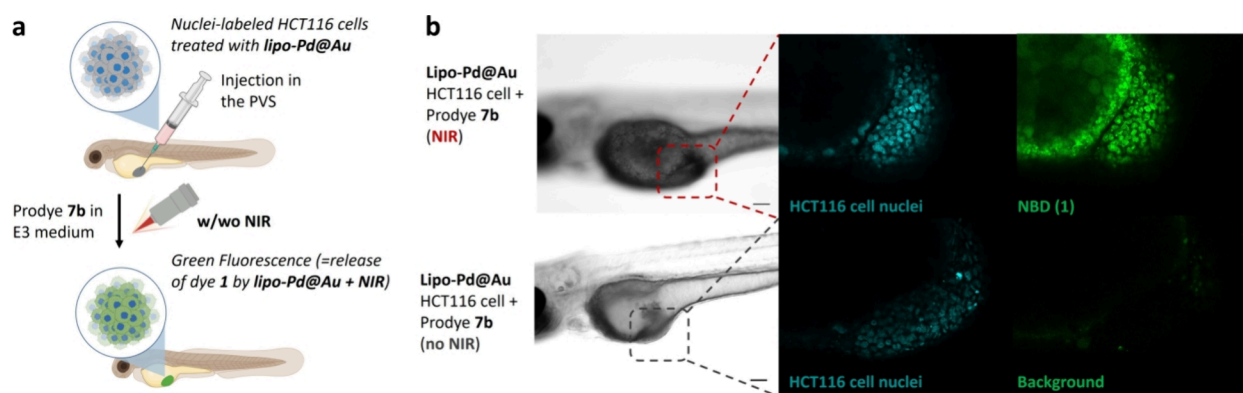 a
Nuclei-labeled HCT116 cells
treated with lipo-Pd@Au
Injection in
the PVS
Prodye 7b in
E3 medium
w/wo NIR
Green Fluorescence (=release
of dye 1 by lipo-Pd@Au + NIR)
b
Lipo-Pd@Au
HCT116 cell +
Prodye 7b
(NIR)
HCT116 cell nuclei
NBD (1)
Lipo-Pd@Au
HCT116 cell +
Prodye 7b
(no NIR)
HCT116 cell nuclei
Background